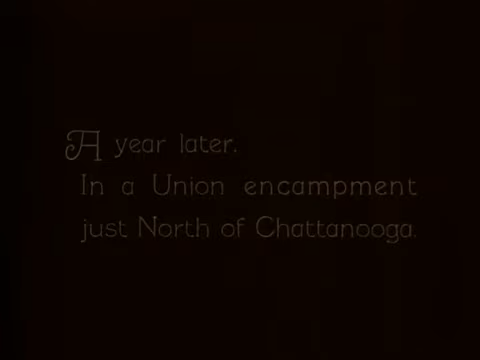 A year later.
In a Union encampment
just North of Chattanooga.